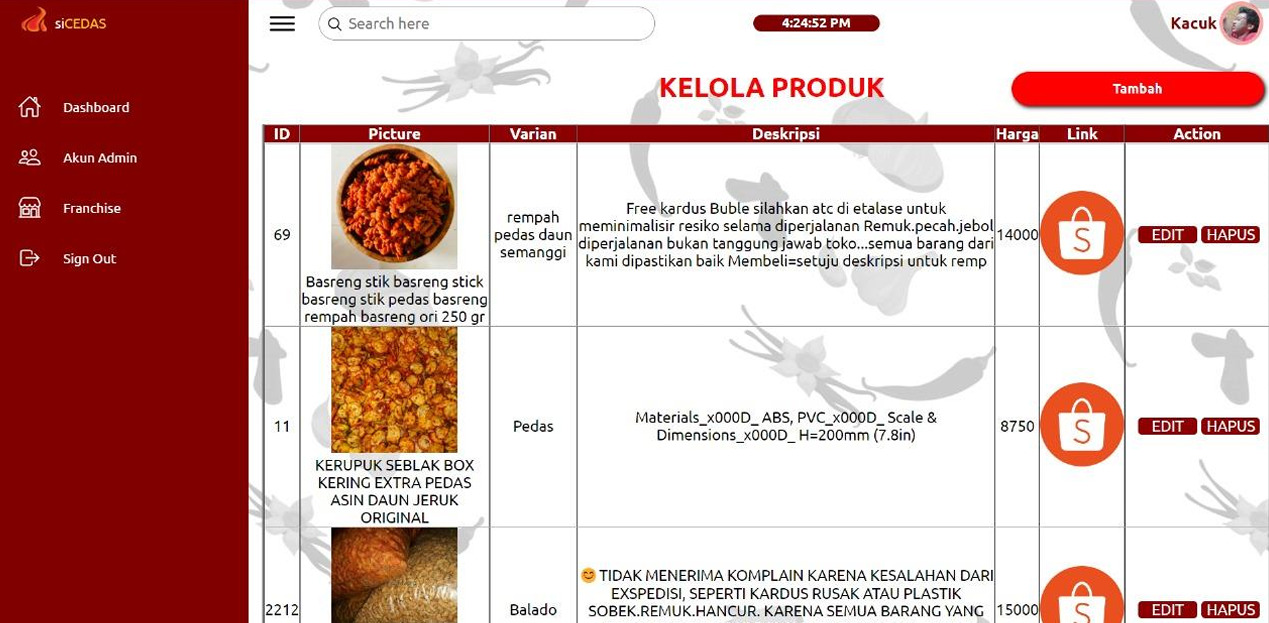 siCEDAS
Search here
4:24:52 PM
Kacuk
Dashboard
Akun Admin
Franchise
Sign Out
KELOLA PRODUK
Tambah
ID Picture Varian Deskripsi Harga Link Action
69
Basreng stik basreng stick
basreng stik pedas basreng
rempah basreng ori 250 gr
rempah
pedas daun
semanggi
Free kardus Buble silahkan atc di etalase untuk
meminimalisir resiko selama diperjalanan Remuk.pecah.jebol
diperjalanan bukan tanggung jawab toko...semua barang dari
kami dipastikan baik Membeli=setuju deskripsi untuk remp
14000
S
EDIT HAPUS
11
KERUPUK SEBLAK BOX
KERING EXTRA PEDAS
ASIN DAUN JERUK
ORIGINAL
Pedas
Materials_x000D_ ABS, PVC_x000D_ Scale &
Dimensions_x000D_ H=200mm (7.8in)
8750
S
EDIT HAPUS
2212
Balado
😊 TIDAK MENERIMA KOMPLAIN KARENA KESALAHAN DARI
EXSPEDISI, SEPERTI KARDUS RUSAK ATAU PLASTIK
SOBEK.REMUK.HANCUR. KARENA SEMUA BARANG YANG
15000
S
EDIT HAPUS